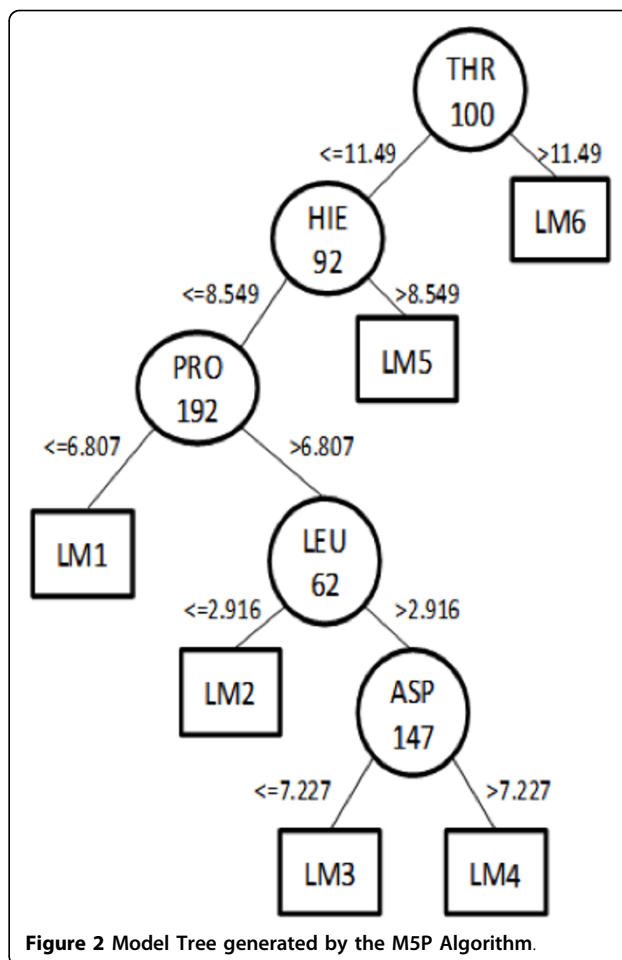 THR
100
<=11.49
>11.49
HIE
92
LM6
<=8.549
>8.549
PRO
192
LM5
<=6.807
>6.807
LM1
LEU
62
<=2.916
>2.916
LM2
ASP
147
<=7.227
>7.227
LM3
LM4
Figure 2 Model Tree generated by the M5P Algorithm.